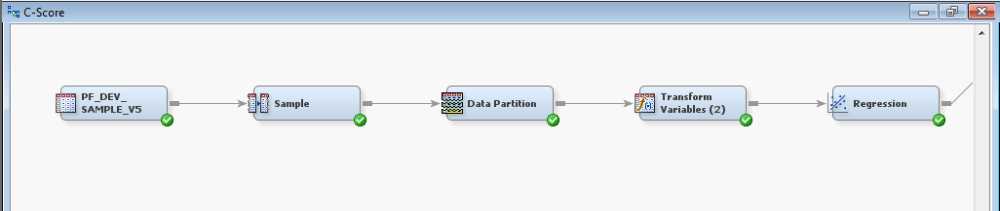 C-Score
PF_DEV_
SAMPLE_V5
Sample
Data Partition
Transform
Variables (2)
Regression